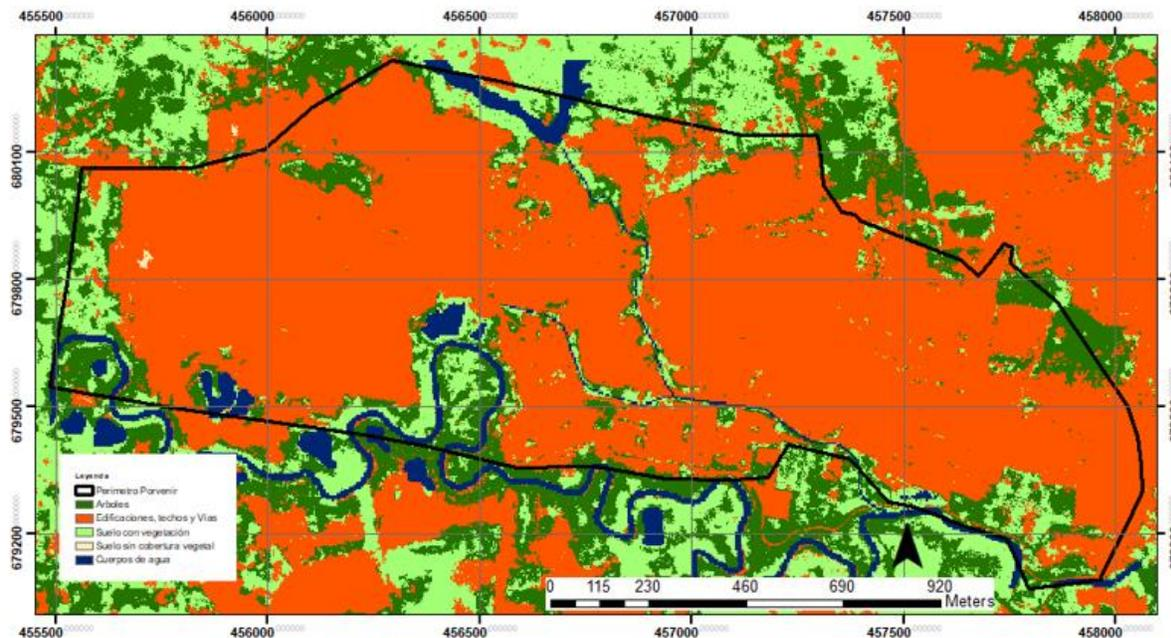 455500 456000 456500 457000 457500 458000
680100
679800
679500
679200
Leyenda
Perimetro Porvenir
Arboles
Edificaciones, techos y Vias
Suelo con vegetación
Suelo sin cobertura vegetal
Cuerpos de agua
0 115 230 460 690 920
Meters
455500 456000 456500 457000 457500 458000